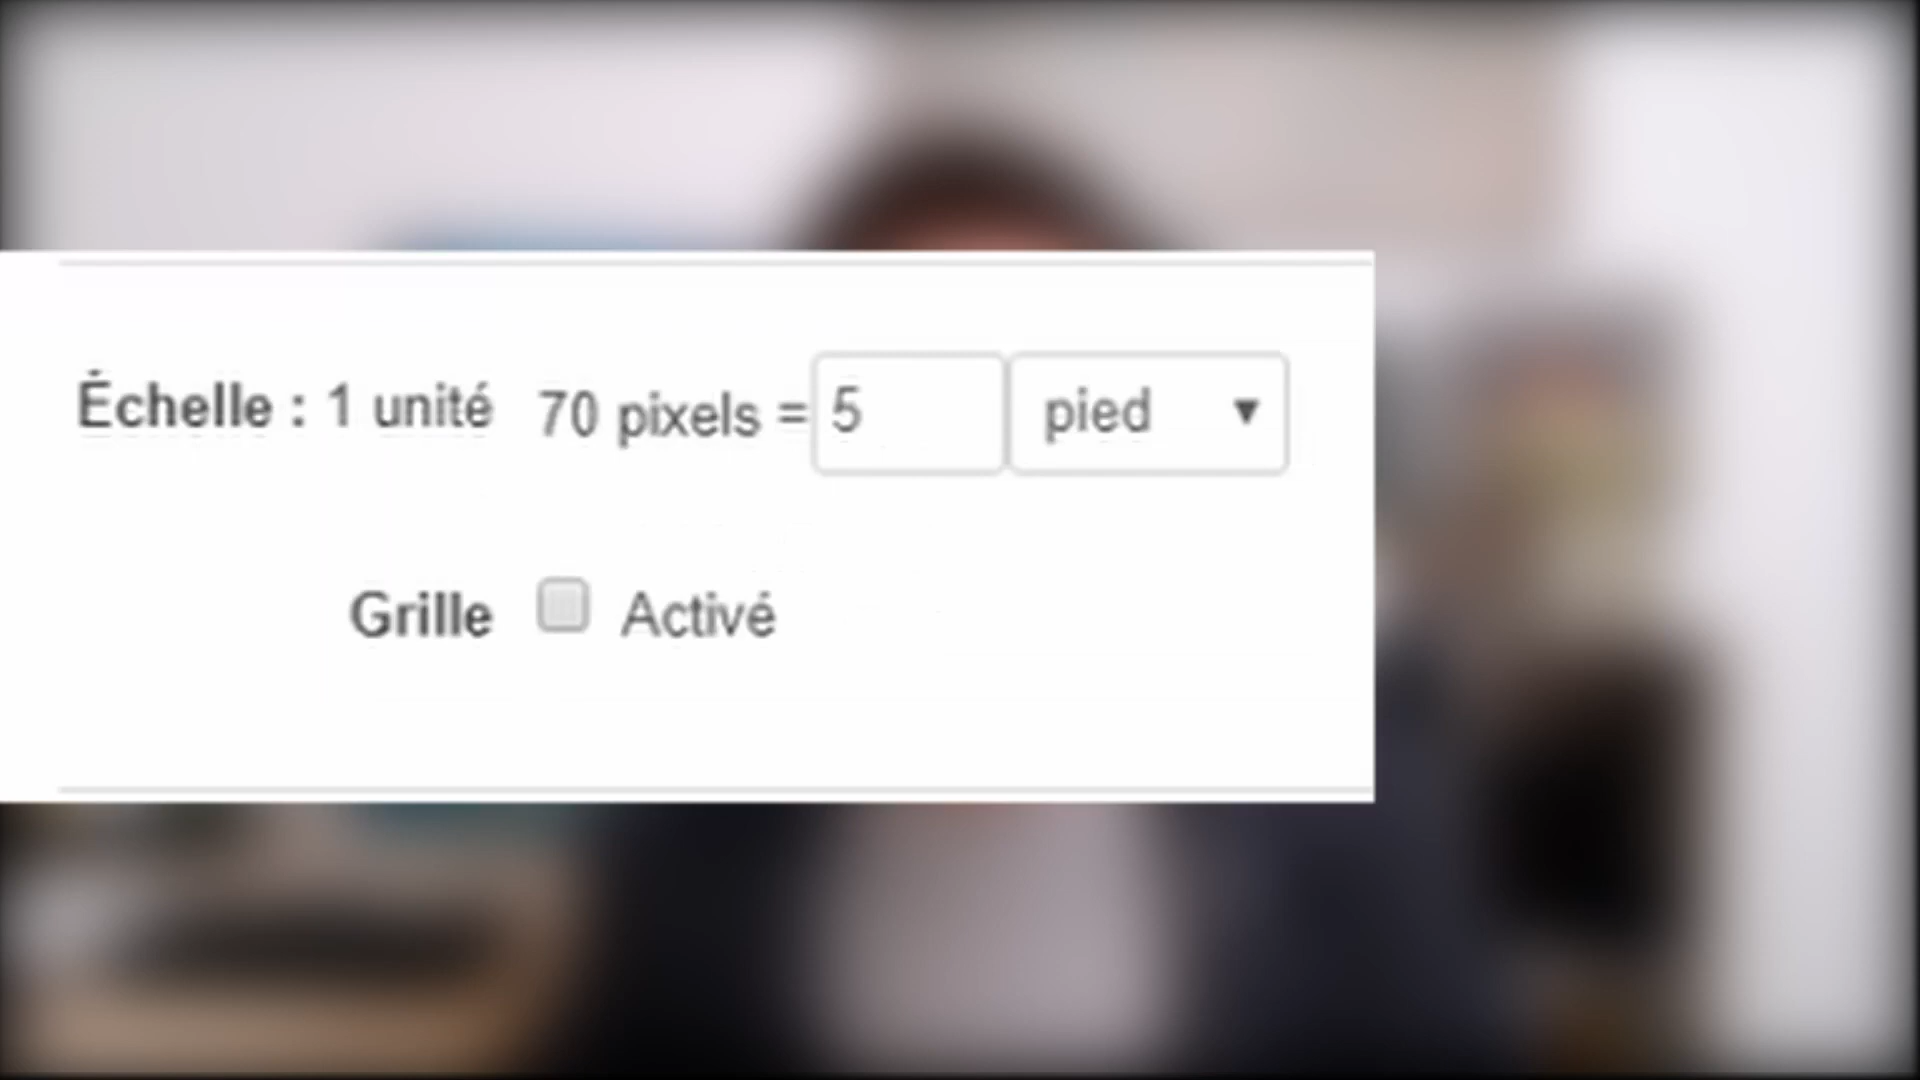 Échelle : 1 unité 70 pixels = 5 pied ▼
Grille Activé